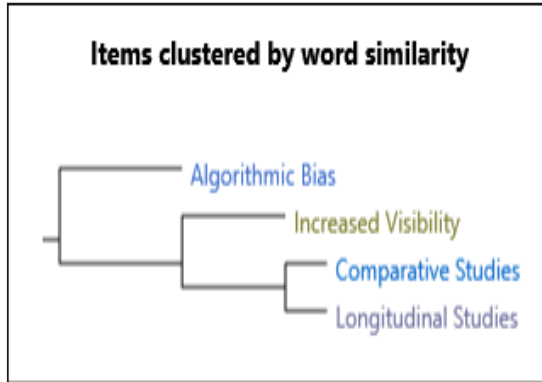 Items clustered by word similarity
Algorithmic Bias
Increased Visibility
Comparative Studies
Longitudinal Studies